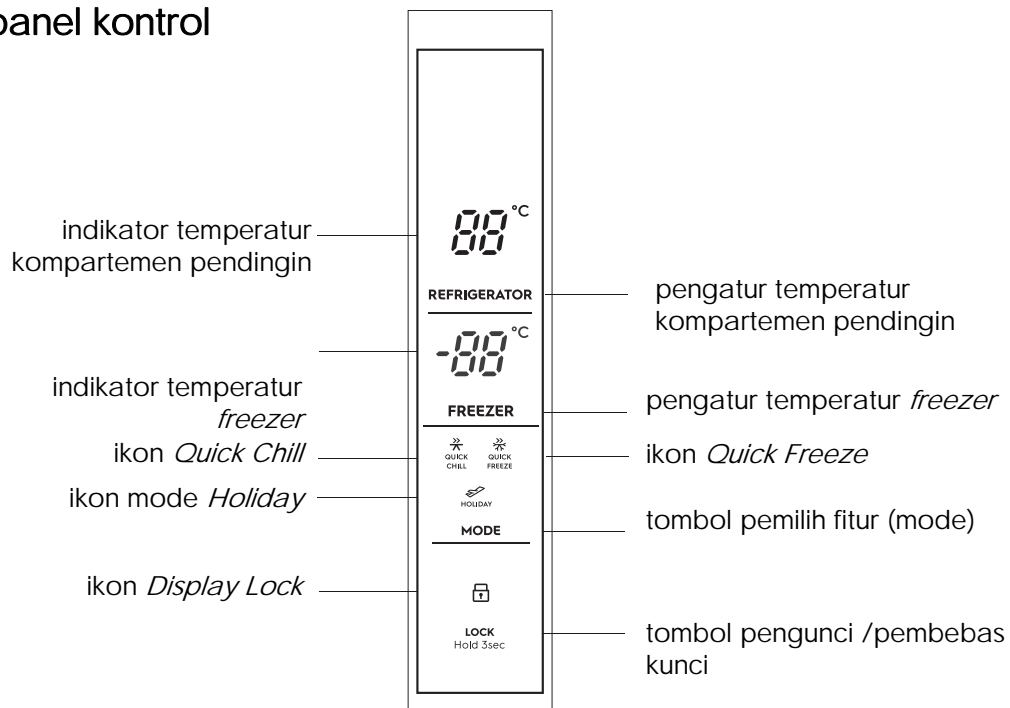 panel kontrol
indikator temperatur
kompartemen pendingin
88 °C
REFRIGERATOR
pengatur temperatur
kompartemen pendingin
-88 °C
indikator temperatur
freezer
FREEZER
pengatur temperatur freezer
ikon Quick Chill
QUICK
CHILL
QUICK
FREEZE
ikon Quick Freeze
ikon mode Holiday
HOLIDAY
MODE
tombol pemilih fitur (mode)
ikon Display Lock
LOCK
Hold 3sec
tombol pengunci /pembebas
kunci